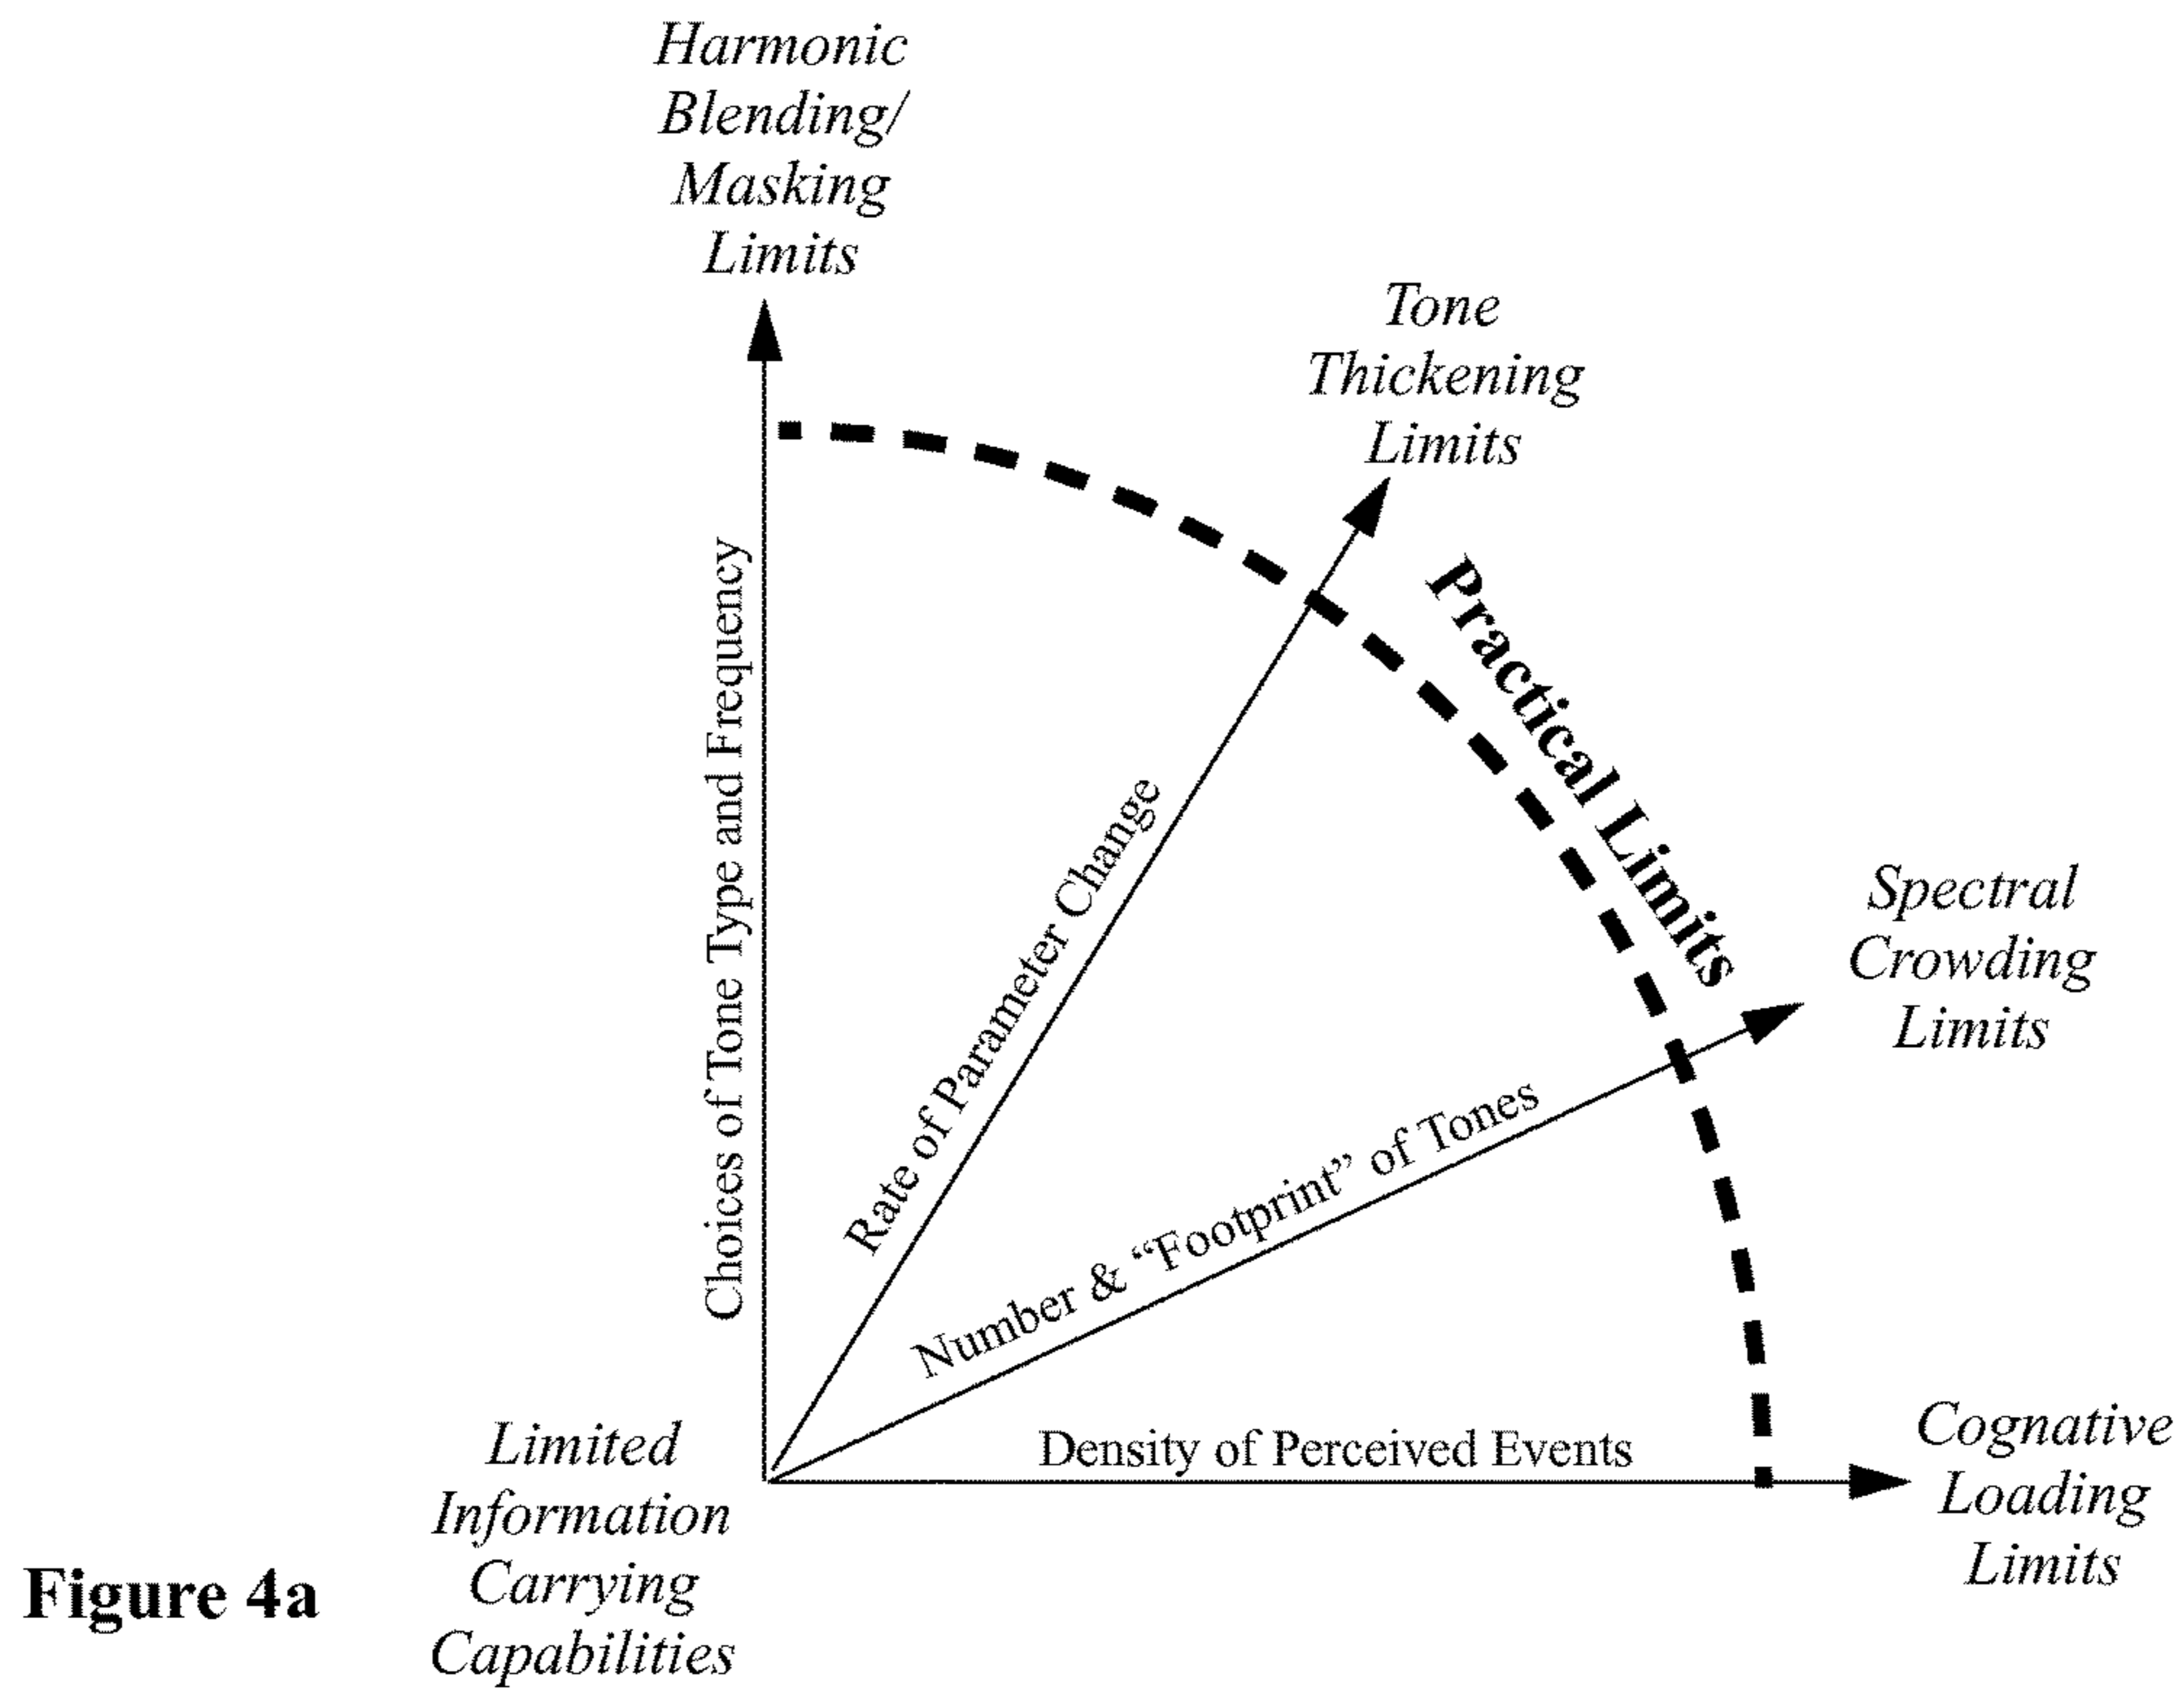 Harmonic
Blending/
Masking
Limits
Tone
Thickening
Limits
Practical Limits
Choices of Tone Type and Frequency
Rate of Parameter Change
Spectral
Crowding
Limits
Number & “Footprint” of Tones
Density of Perceived Events
Cognative
Loading
Limits
Limited
Information
Carrying
Capabilities
Figure 4a